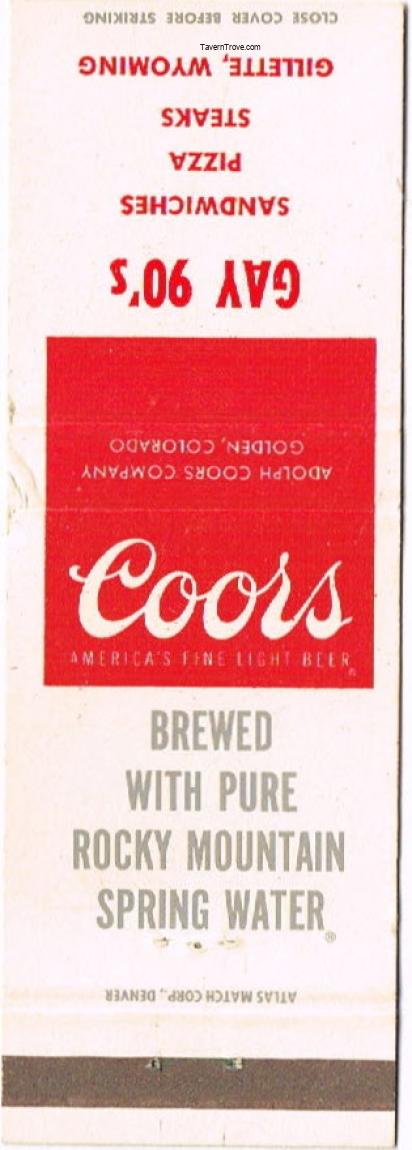 CLOSE COVER BEFORE STRIKING
TavernTrove.com
GILLETTE, WYOMING
STEAKS
PIZZA
SANDWICHES
GAY 90's
GOLDEN, COLORADO
ADOLPH COORS COMPANY
Coors
AMERICA'S FINE LIGHT BEER®
BREWED
WITH PURE
ROCKY MOUNTAIN
SPRING WATER®
ATLAS MATCH CORP., DENVER